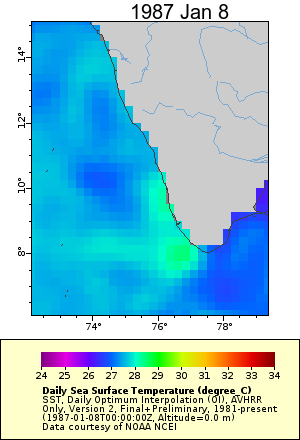 1987 Jan 8
14°
12°
10°
8°
74°
76°
78°
24 25 26 27 28 29 30 31 32 33 34
Daily Sea Surface Temperature (degree_C)
SST, Daily Optimum Interpolation (OI), AVHRR
Only, Version 2, Final+Preliminary, 1981-present
(1987-01-08T00:00:00Z, Altitude=0.0 m)
Data courtesy of NOAA NCEI